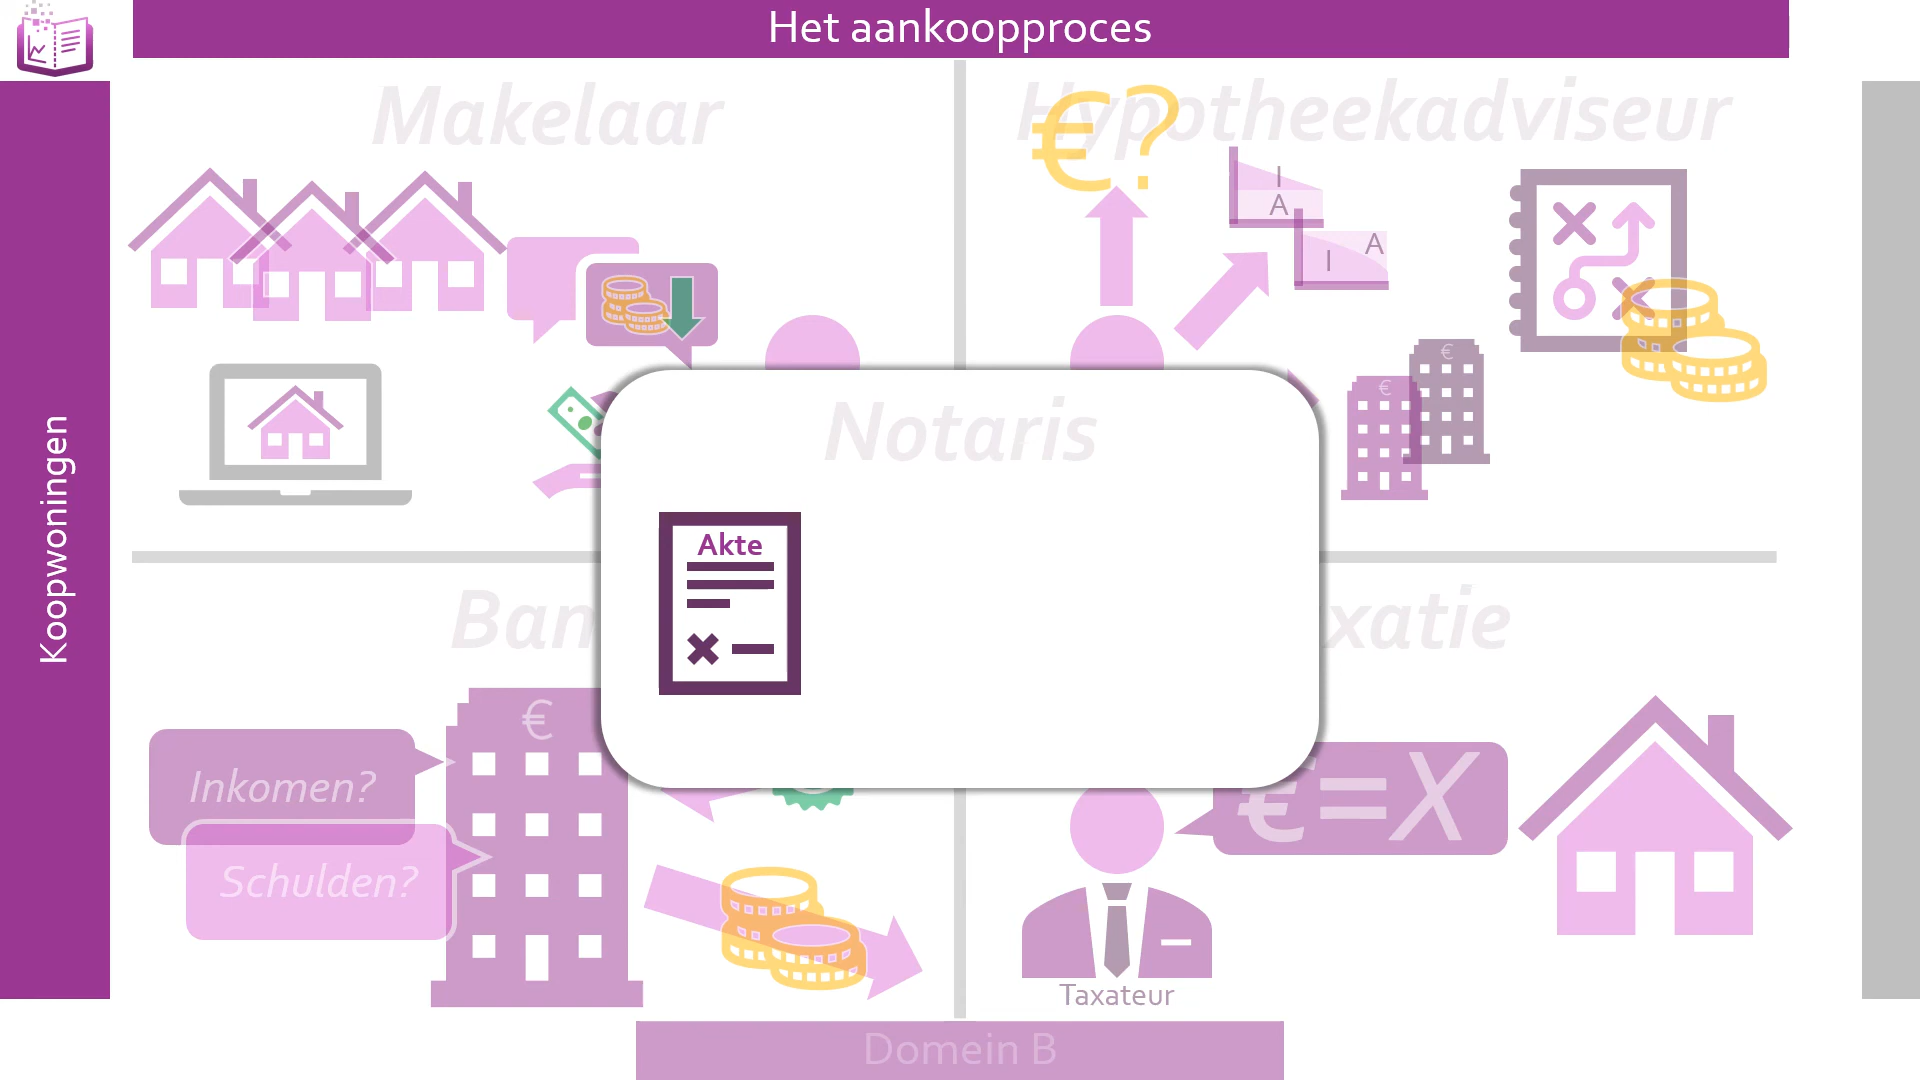 Het aankoopproces
Koopwoningen
Makelaar
Hypotheekadviseur
€?
I
A
A
I
€
€
Notaris
Akte
Ban
xatie
€
Inkomen?
Schulden?
€=X
Taxateur
Domein B